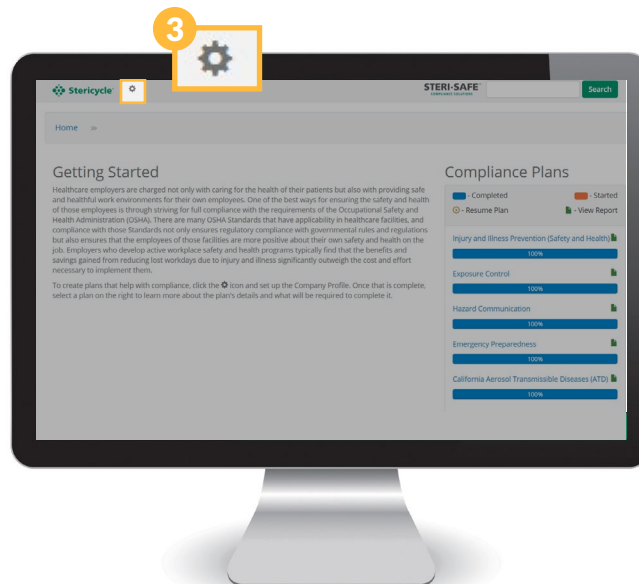 3
Stericycle
STERI-SAFE™
COMPLIANCE SOLUTIONS
Search
Home »
Getting Started
Healthcare employers are charged not only with caring for the health of their patients but also with providing safe
and healthful work environments for their own employees. One of the best ways for ensuring the safety and health
of those employees is through striving for full compliance with the requirements of the Occupational Safety and
Health Administration (OSHA). There are many OSHA Standards that have applicability in healthcare facilities, and
compliance with those Standards not only ensures regulatory compliance with governmental rules and regulations
but also ensures that the employees of those facilities are more positive about their own safety and health on the
job. Employers who develop active workplace safety and health programs typically find that the benefits and
savings gained from reducing lost workdays due to injury and illness significantly outweigh the cost and effort
necessary to implement them.
To create plans that help with compliance, click the icon and set up the Company Profile. Once that is complete,
select a plan on the right to learn more about the plan's details and what will be required to complete it.
Compliance Plans
- Completed
- Started
- Resume Plan
- View Report
Injury and Illness Prevention (Safety and Health)
100%
Exposure Control
100%
Hazard Communication
100%
Emergency Preparedness
100%
California Aerosol Transmissible Diseases (ATD)
100%